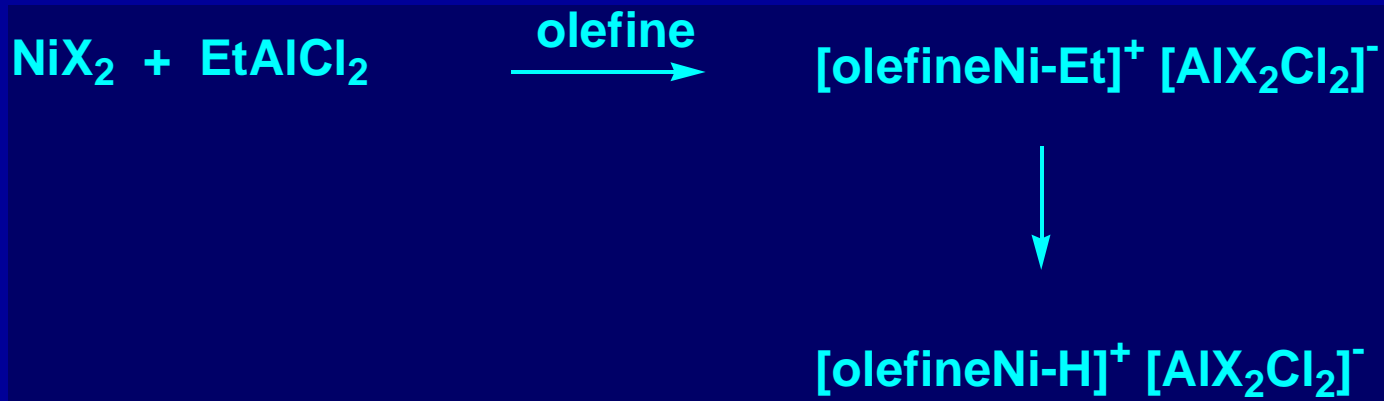 olefine
NiX₂ + EtAlCl₂ [olefineNi-Et]⁺ [AlX₂Cl₂]⁻
[olefineNi-H]⁺ [AlX₂Cl₂]⁻